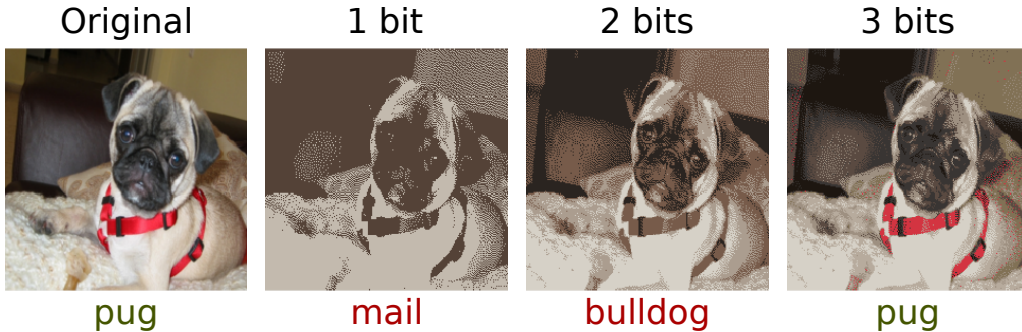 Original 1 bit 2 bits 3 bits
pug mail bulldog pug